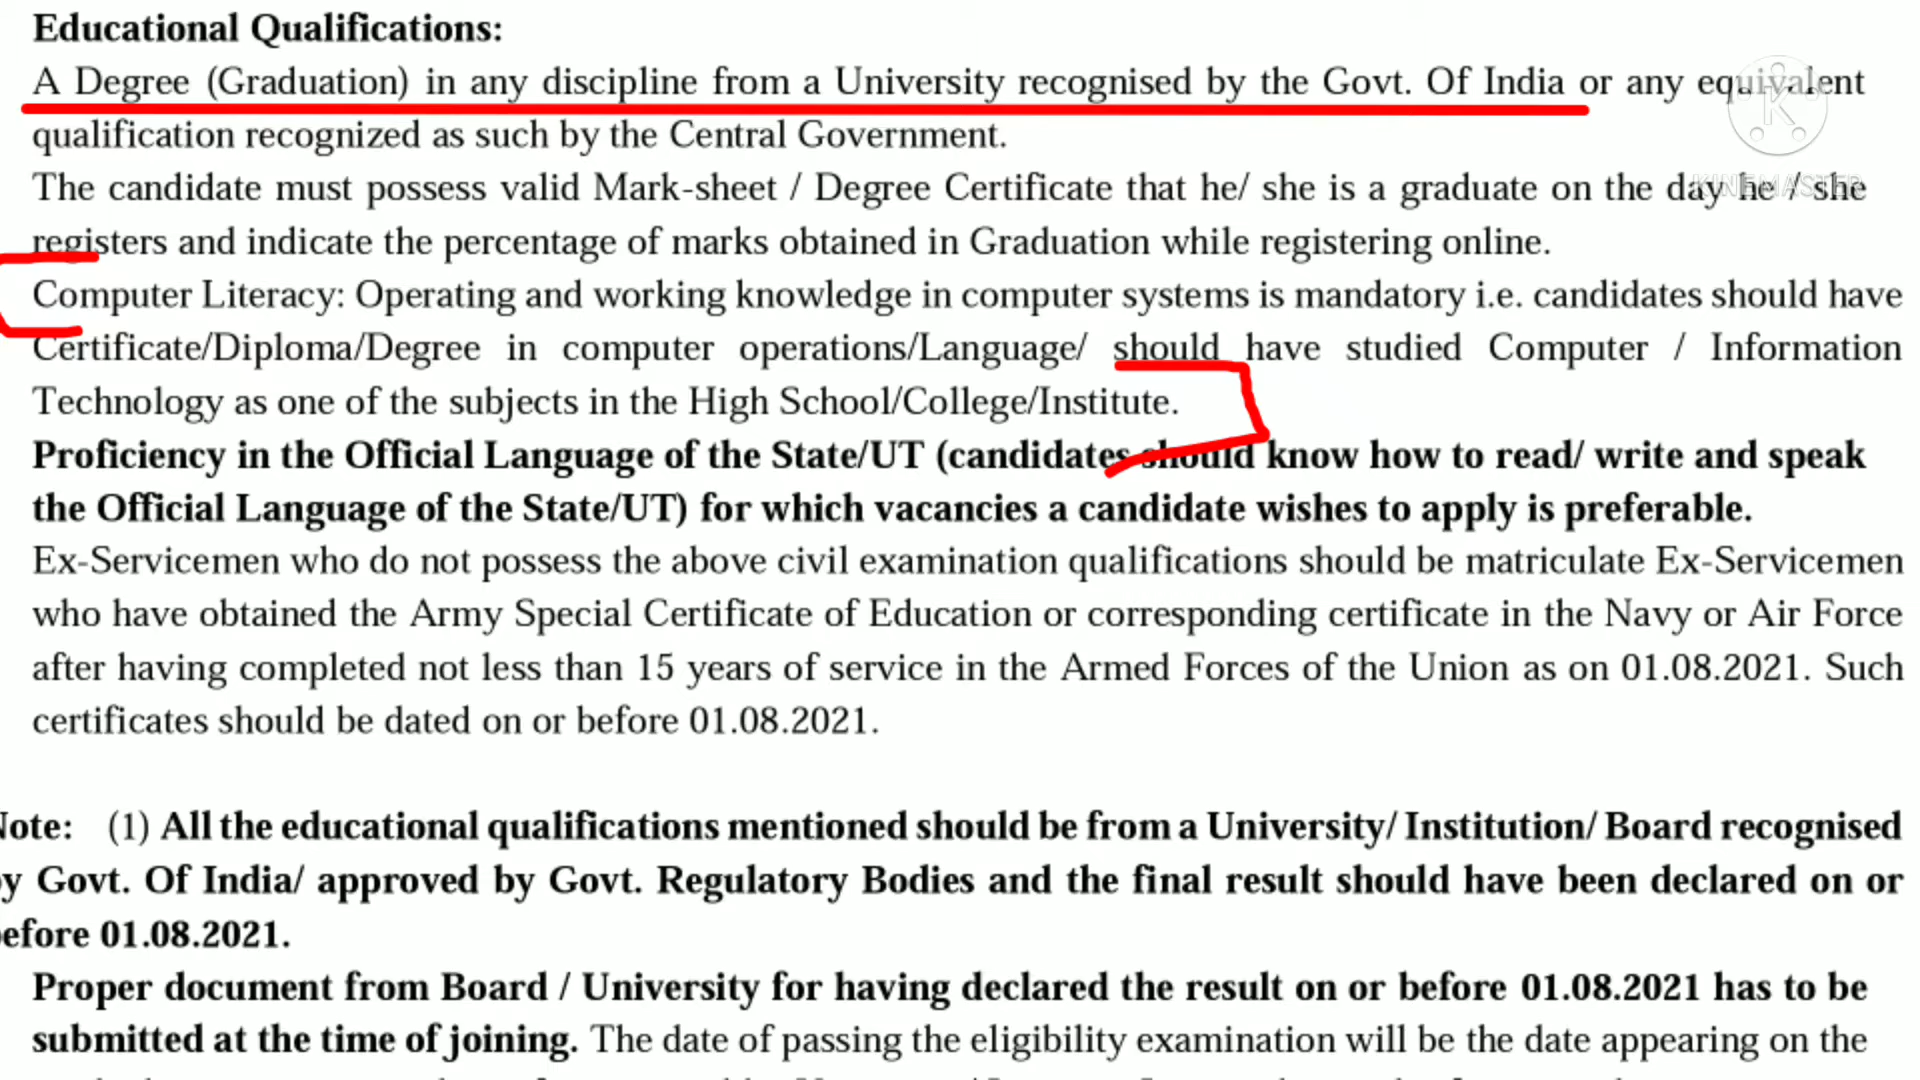 Educational Qualifications:
A Degree (Graduation) in any discipline from a University recognised by the Govt. Of India or any equivalent
qualification recognized as such by the Central Government.
The candidate must possess valid Mark-sheet / Degree Certificate that he/ she is a graduate on the day he / she
registers and indicate the percentage of marks obtained in Graduation while registering online.
Computer Literacy: Operating and working knowledge in computer systems is mandatory i.e. candidates should have
Certificate/Diploma/Degree in computer operations/Language/ should have studied Computer / Information
Technology as one of the subjects in the High School/College/Institute.
Proficiency in the Official Language of the State/UT (candidates should know how to read/ write and speak
the Official Language of the State/UT) for which vacancies a candidate wishes to apply is preferable.
Ex-Servicemen who do not possess the above civil examination qualifications should be matriculate Ex-Servicemen
who have obtained the Army Special Certificate of Education or corresponding certificate in the Navy or Air Force
after having completed not less than 15 years of service in the Armed Forces of the Union as on 01.08.2021. Such
certificates should be dated on or before 01.08.2021.
Note: (1) All the educational qualifications mentioned should be from a University/ Institution/ Board recognised
by Govt. Of India/ approved by Govt. Regulatory Bodies and the final result should have been declared on or
before 01.08.2021.
Proper document from Board / University for having declared the result on or before 01.08.2021 has to be
submitted at the time of joining. The date of passing the eligibility examination will be the date appearing on the
K
KINEMASTER